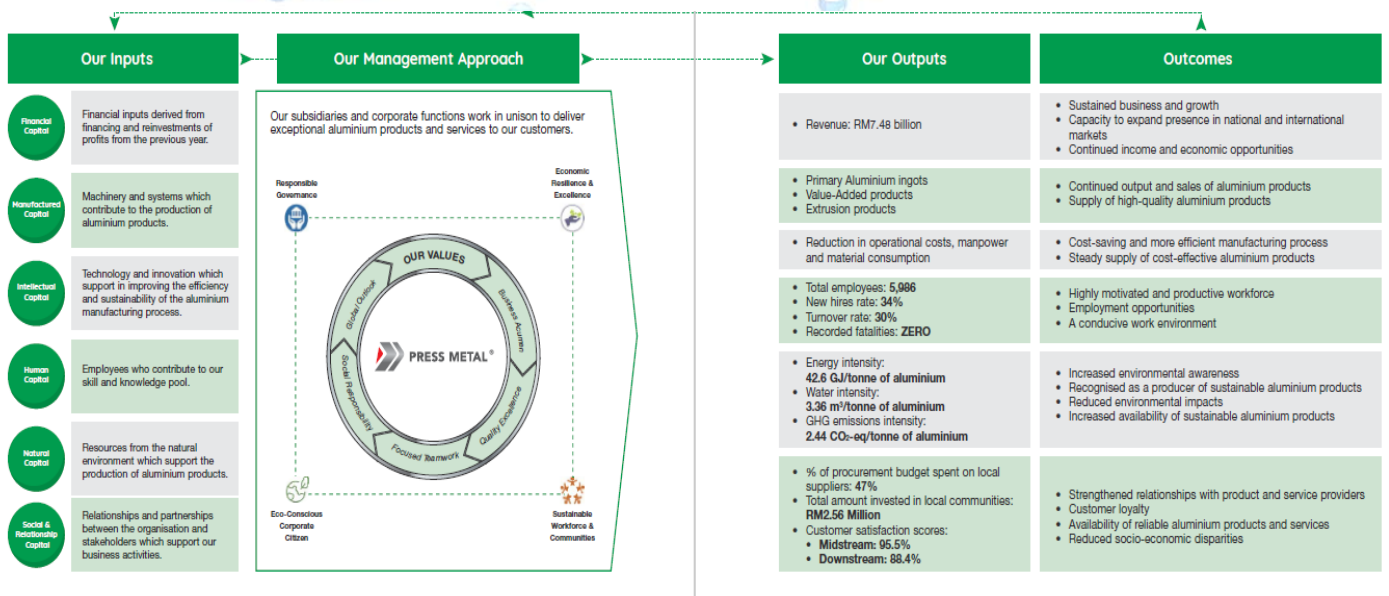 Our Inputs
Our Management Approach
Our Outputs
Outcomes
Financial
Capital
Financial inputs derived from
financing and reinvestments of
profits from the previous year.
Manufactured
Capital
Machinery and systems which
contribute to the production of
aluminium products.
Intellectual
Capital
Technology and innovation which
support in improving the efficiency
and sustainability of the aluminium
manufacturing process.
Human
Capital
Employees who contribute to our
skill and knowledge pool.
Natural
Capital
Resources from the natural
environment which support the
production of aluminium products.
Social &
Relationship
Capital
Relationships and partnerships
between the organisation and
stakeholders which support our
business activities.
Our subsidiaries and corporate functions work in unison to deliver
exceptional aluminium products and services to our customers.
Responsible
Governance
Economic
Resilience &
Excellence
OUR VALUES
Business Acumen
Quality Excellence
Focused Teamwork
Social Responsibility
Global Outlook
PRESS METAL®
Eco-Conscious
Corporate
Citizen
Sustainable
Workforce &
Communities
• Revenue: RM7.48 billion
• Primary Aluminium ingots
• Value-Added products
• Extrusion products
• Reduction in operational costs, manpower
and material consumption
• Total employees: 5,986
• New hires rate: 34%
• Turnover rate: 30%
• Recorded fatalities: ZERO
• Energy intensity:
42.6 GJ/tonne of aluminium
• Water intensity:
3.36 m³/tonne of aluminium
• GHG emissions intensity:
2.44 CO₂-eq/tonne of aluminium
• % of procurement budget spent on local
suppliers: 47%
• Total amount invested in local communities:
RM2.56 Million
• Customer satisfaction scores:
• Midstream: 95.5%
• Downstream: 88.4%
• Sustained business and growth
• Capacity to expand presence in national and international
markets
• Continued income and economic opportunities
• Continued output and sales of aluminium products
• Supply of high-quality aluminium products
• Cost-saving and more efficient manufacturing process
• Steady supply of cost-effective aluminium products
• Highly motivated and productive workforce
• Employment opportunities
• A conducive work environment
• Increased environmental awareness
• Recognised as a producer of sustainable aluminium products
• Reduced environmental impacts
• Increased availability of sustainable aluminium products
• Strengthened relationships with product and service providers
• Customer loyalty
• Availability of reliable aluminium products and services
• Reduced socio-economic disparities